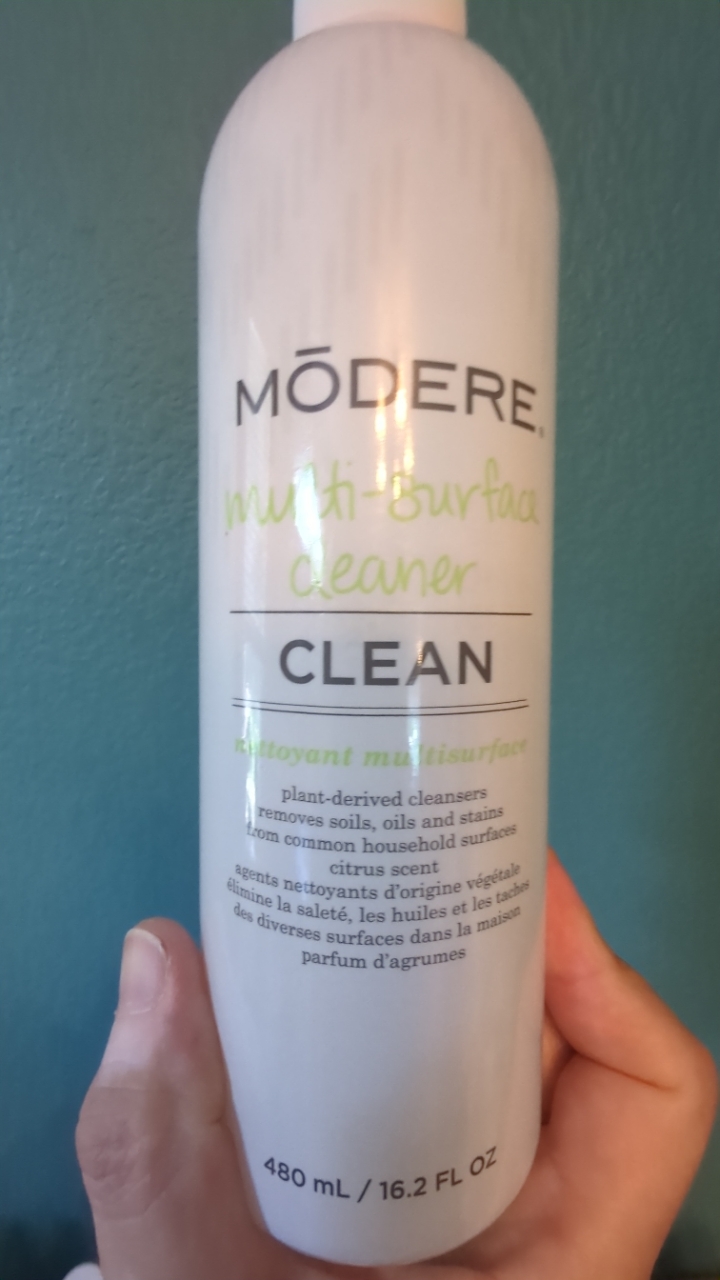 MōDERE.
multi-surface
cleaner
CLEAN
nettoyant multisurface
plant-derived cleansers
removes soils, oils and stains
from common household surfaces
citrus scent
agents nettoyants d'origine végétale
élimine la saleté, les huiles et les taches
des diverses surfaces dans la maison
parfum d'agrumes
480 mL / 16.2 FL OZ